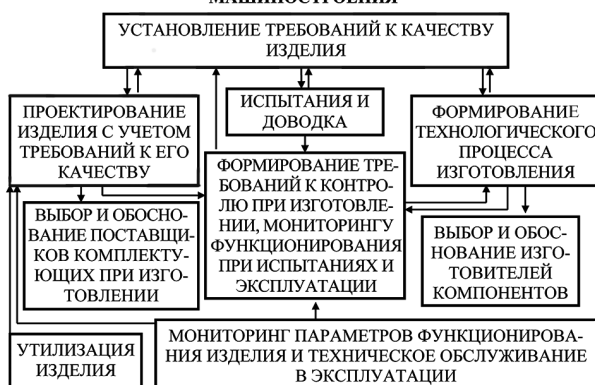 МАШИНОСТРОЕНИЯ
УСТАНОВЛЕНИЕ ТРЕБОВАНИЙ К КАЧЕСТВУ
ИЗДЕЛИЯ
ПРОЕКТИРОВАНИЕ
ИЗДЕЛИЯ С УЧЕТОМ
ТРЕБОВАНИЙ К ЕГО
КАЧЕСТВУ
ИСПЫТАНИЯ И
ДОВОДКА
ФОРМИРОВАНИЕ
ТЕХНОЛОГИЧЕСКОГО
ПРОЦЕССА
ИЗГОТОВЛЕНИЯ
ФОРМИРОВАНИЕ ТРЕ-
БОВАНИЙ К КОНТРО-
ЛЮ ПРИ ИЗГОТОВЛЕ-
НИИ, МОНИТОРИНГУ
ФУНКЦИОНИРОВАНИЯ
ПРИ ИСПЫТАНИЯХ И
ЭКСПЛУАТАЦИИ
ВЫБОР И ОБОСНО-
ВАНИЕ ПОСТАВЩИ-
КОВ КОМПЛЕКТУ-
ЮЩИХ ПРИ ИЗГО-
ТОВЛЕНИИ
ВЫБОР И ОБОС-
НОВАНИЕ ИЗГО-
ТОВИТЕЛЕЙ
КОМПОНЕНТОВ
УТИЛИЗАЦИЯ
ИЗДЕЛИЯ
МОНИТОРИНГ ПАРАМЕТРОВ ФУНКЦИОНИРОВА-
НИЯ ИЗДЕЛИЯ И ТЕХНИЧЕСКОЕ ОБСЛУЖИВАНИЕ
В ЭКСПЛУАТАЦИИ